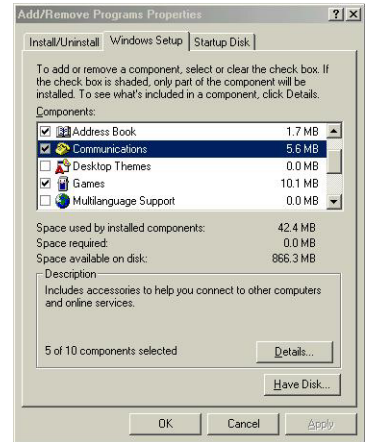 Add/Remove Programs Properties
Install/Uninstall Windows Setup Startup Disk
To add or remove a component, select or clear the check box. If
the check box is shaded, only part of the component will be
installed. To see what's included in a component, click Details.
Components:
Address Book 1.7 MB
Communications 5.6 MB
Desktop Themes 0.0 MB
Games 10.1 MB
Multilanguage Support 0.0 MB
Space used by installed components: 42.4 MB
Space required: 0.0 MB
Space available on disk: 866.3 MB
Description
Includes accessories to help you connect to other computers
and online services.
5 of 10 components selected Details...
Have Disk...
OK Cancel Apply